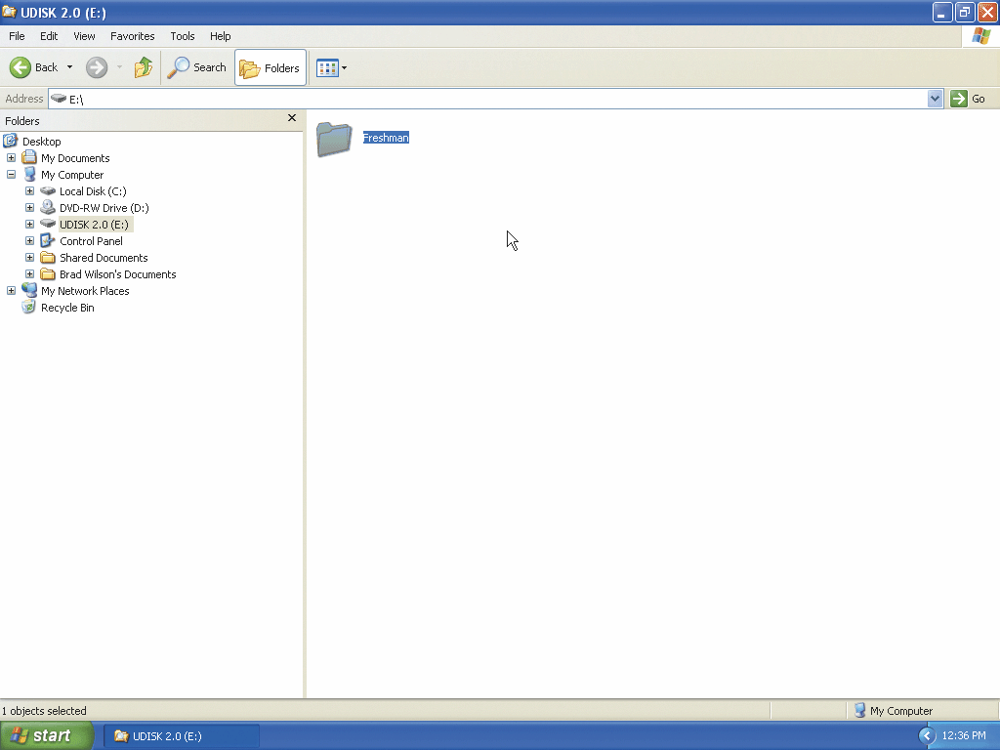 UDISK 2.0 (E:)
File Edit View Favorites Tools Help
Back Search Folders
Address E:\ Go
Folders
Desktop
My Documents
My Computer
Local Disk (C:)
DVD-RW Drive (D:)
UDISK 2.0 (E:)
Control Panel
Shared Documents
Brad Wilson's Documents
My Network Places
Recycle Bin
Freshman
1 objects selected My Computer
start UDISK 2.0 (E:) 12:36 PM